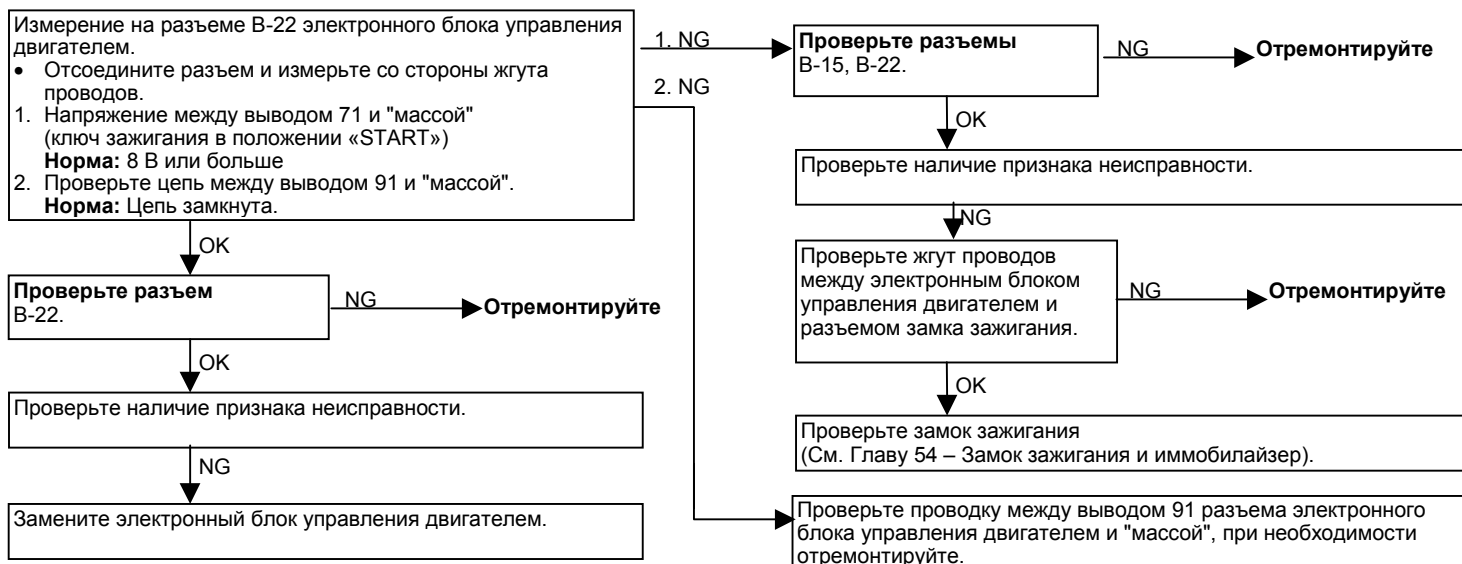 Измерение на разъеме В-22 электронного блока управления
двигателем.
• Отсоедините разъем и измерьте со стороны жгута
проводов.
1. Напряжение между выводом 71 и "массой"
(ключ зажигания в положении «START»)
Норма: 8 В или больше
2. Проверьте цепь между выводом 91 и "массой".
Норма: Цепь замкнута.
OK
Проверьте разъем
В-22.
NG
Отремонтируйте
OK
Проверьте наличие признака неисправности.
NG
Замените электронный блок управления двигателем.
1. NG
2. NG
Проверьте разъемы
В-15, В-22.
NG
Отремонтируйте
OK
Проверьте наличие признака неисправности.
NG
Проверьте жгут проводов
между электронным блоком
управления двигателем и
разъемом замка зажигания.
NG
Отремонтируйте
OK
Проверьте замок зажигания
(См. Главу 54 – Замок зажигания и иммобилайзер).
Проверьте проводку между выводом 91 разъема электронного
блока управления двигателем и "массой", при необходимости
отремонтируйте.